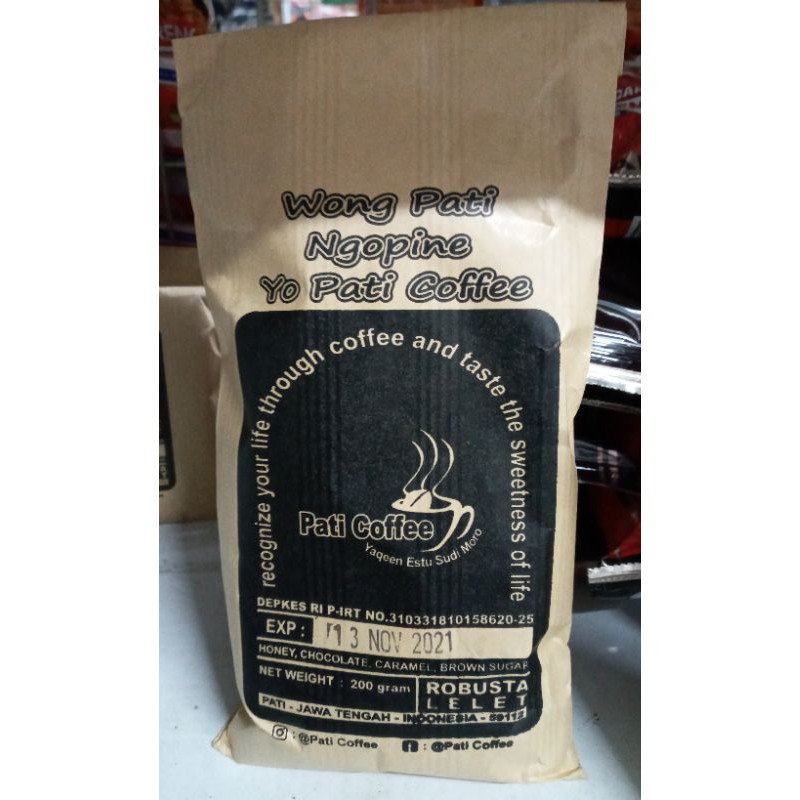 Wong Pati
Ngopine
Yo Pati Coffee
recognize your life through coffee and taste the sweetness of life
Pati Coffee
Yaqeen Estu Sudi Moro
DEPKES RI P-IRT NO.310331810158620-25
EXP : 13 NOV 2021
HONEY, CHOCOLATE, CARAMEL, BROWN SUGAR
NET WEIGHT : 200 gram
ROBUSTA
LELET
PATI - JAWA TENGAH - INDONESIA - 59112
: @Pati Coffee : @Pati Coffee